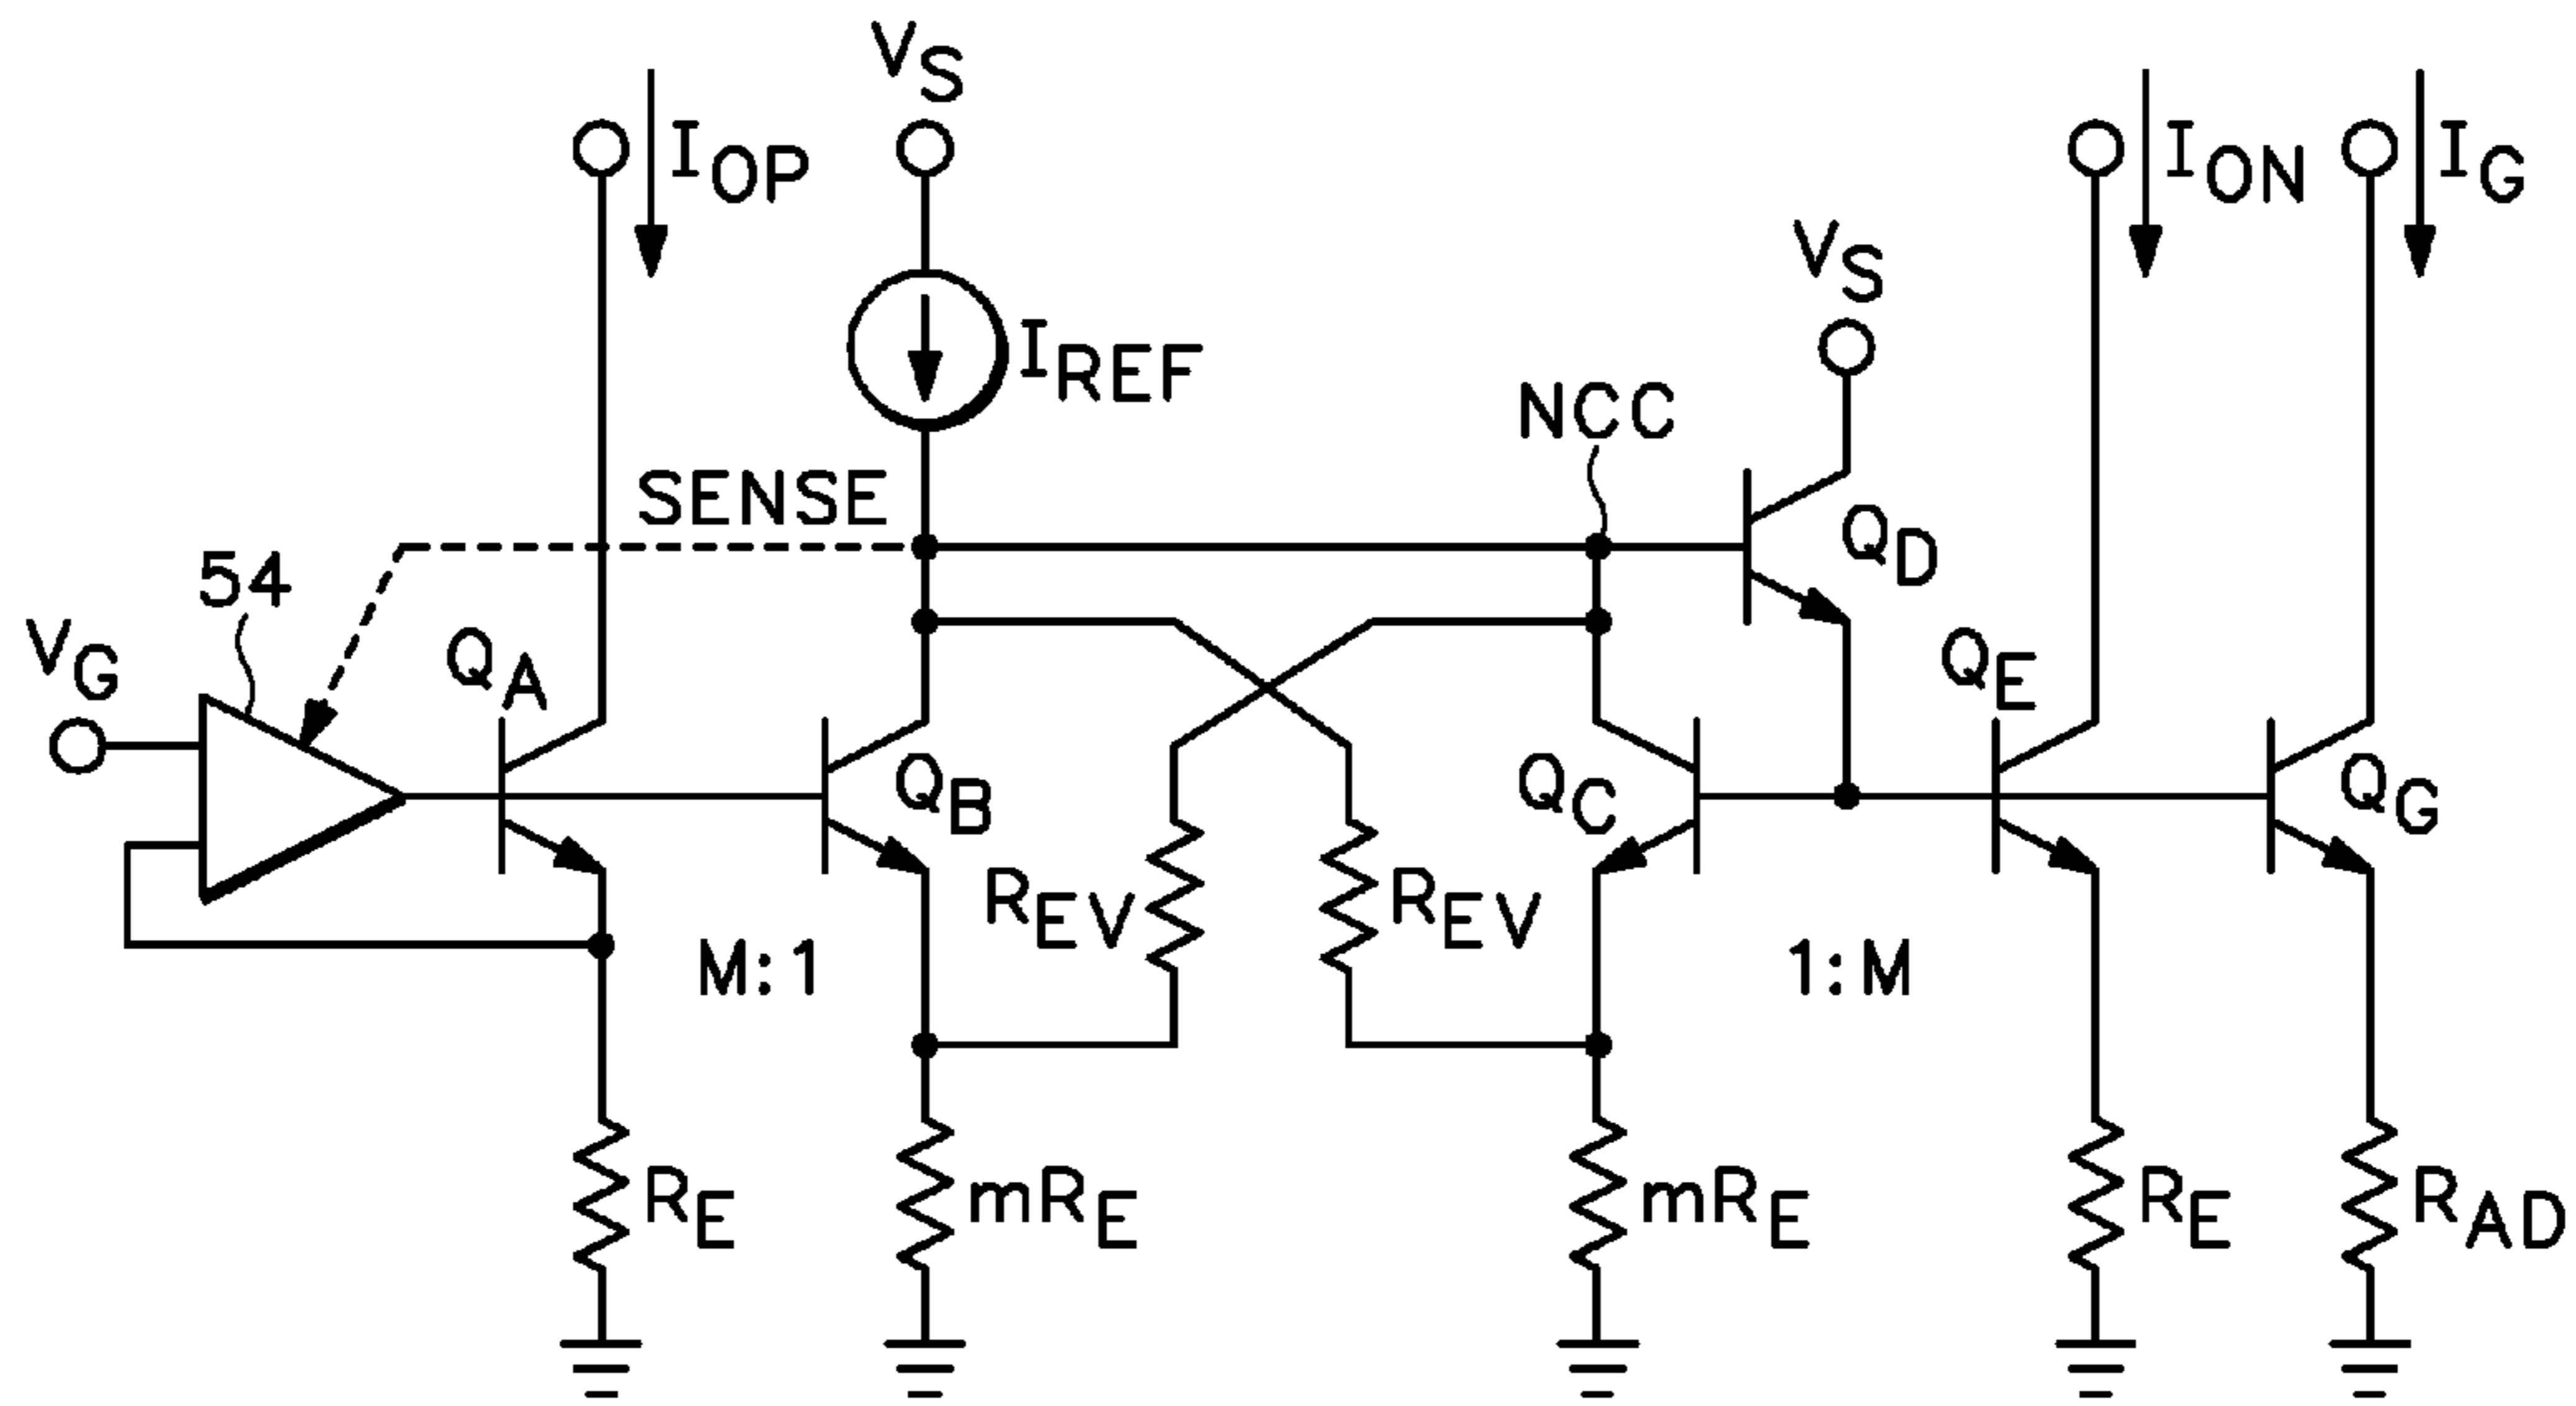 VS
IOP
ION
IG
IREF
VS
NCC
SENSE
QD
54
VG
QA
QE
QB
QC
QG
REV
REV
M:1
1:M
RE
mRE
mRE
RE
RAD